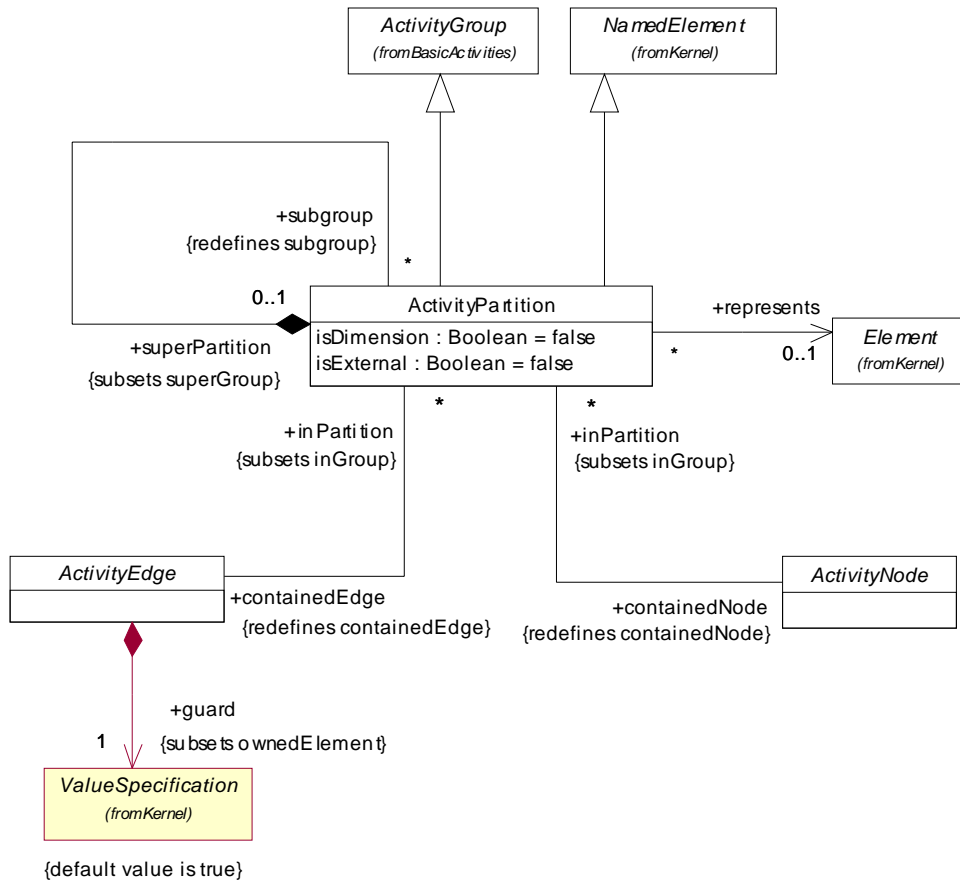 ActivityGroup
(fromBasicActivities)
NamedElement
(fromKernel)
+subgroup
{redefines subgroup}
*
0..1
+superPartition
{subsets superGroup}
ActivityPartition
isDimension : Boolean = false
isExternal : Boolean = false
+represents
*
0..1
Element
(fromKernel)
*
+inPartition
{subsets inGroup}
*
+inPartition
{subsets inGroup}
ActivityEdge
+containedEdge
{redefines containedEdge}
ActivityNode
+containedNode
{redefines containedNode}
+guard
1
{subsets ownedElement}
ValueSpecification
(fromKernel)
{default value is true}